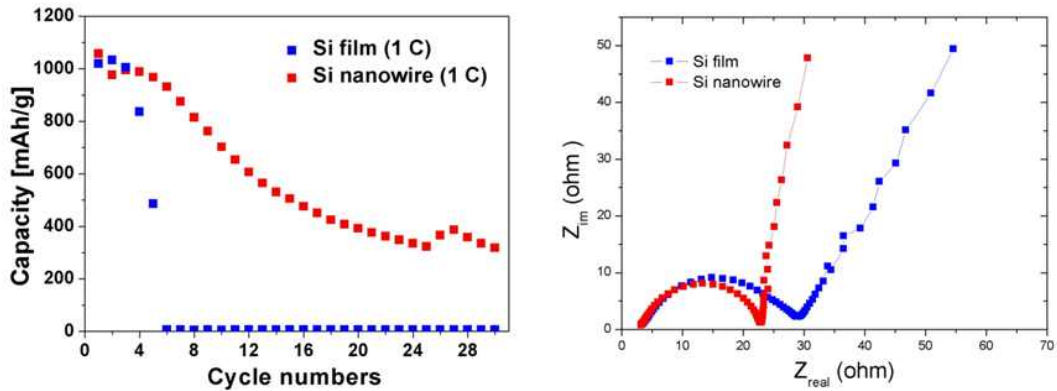 1200
1000
800
600
400
200
0
0 4 8 12 16 20 24 28
Capacity [mAh/g]
Cycle numbers
Si film (1 C)
Si nanowire (1 C)
50
40
30
20
10
0
0 10 20 30 40 50 60 70
Z_im (ohm)
Z_real (ohm)
Si film
Si nanowire